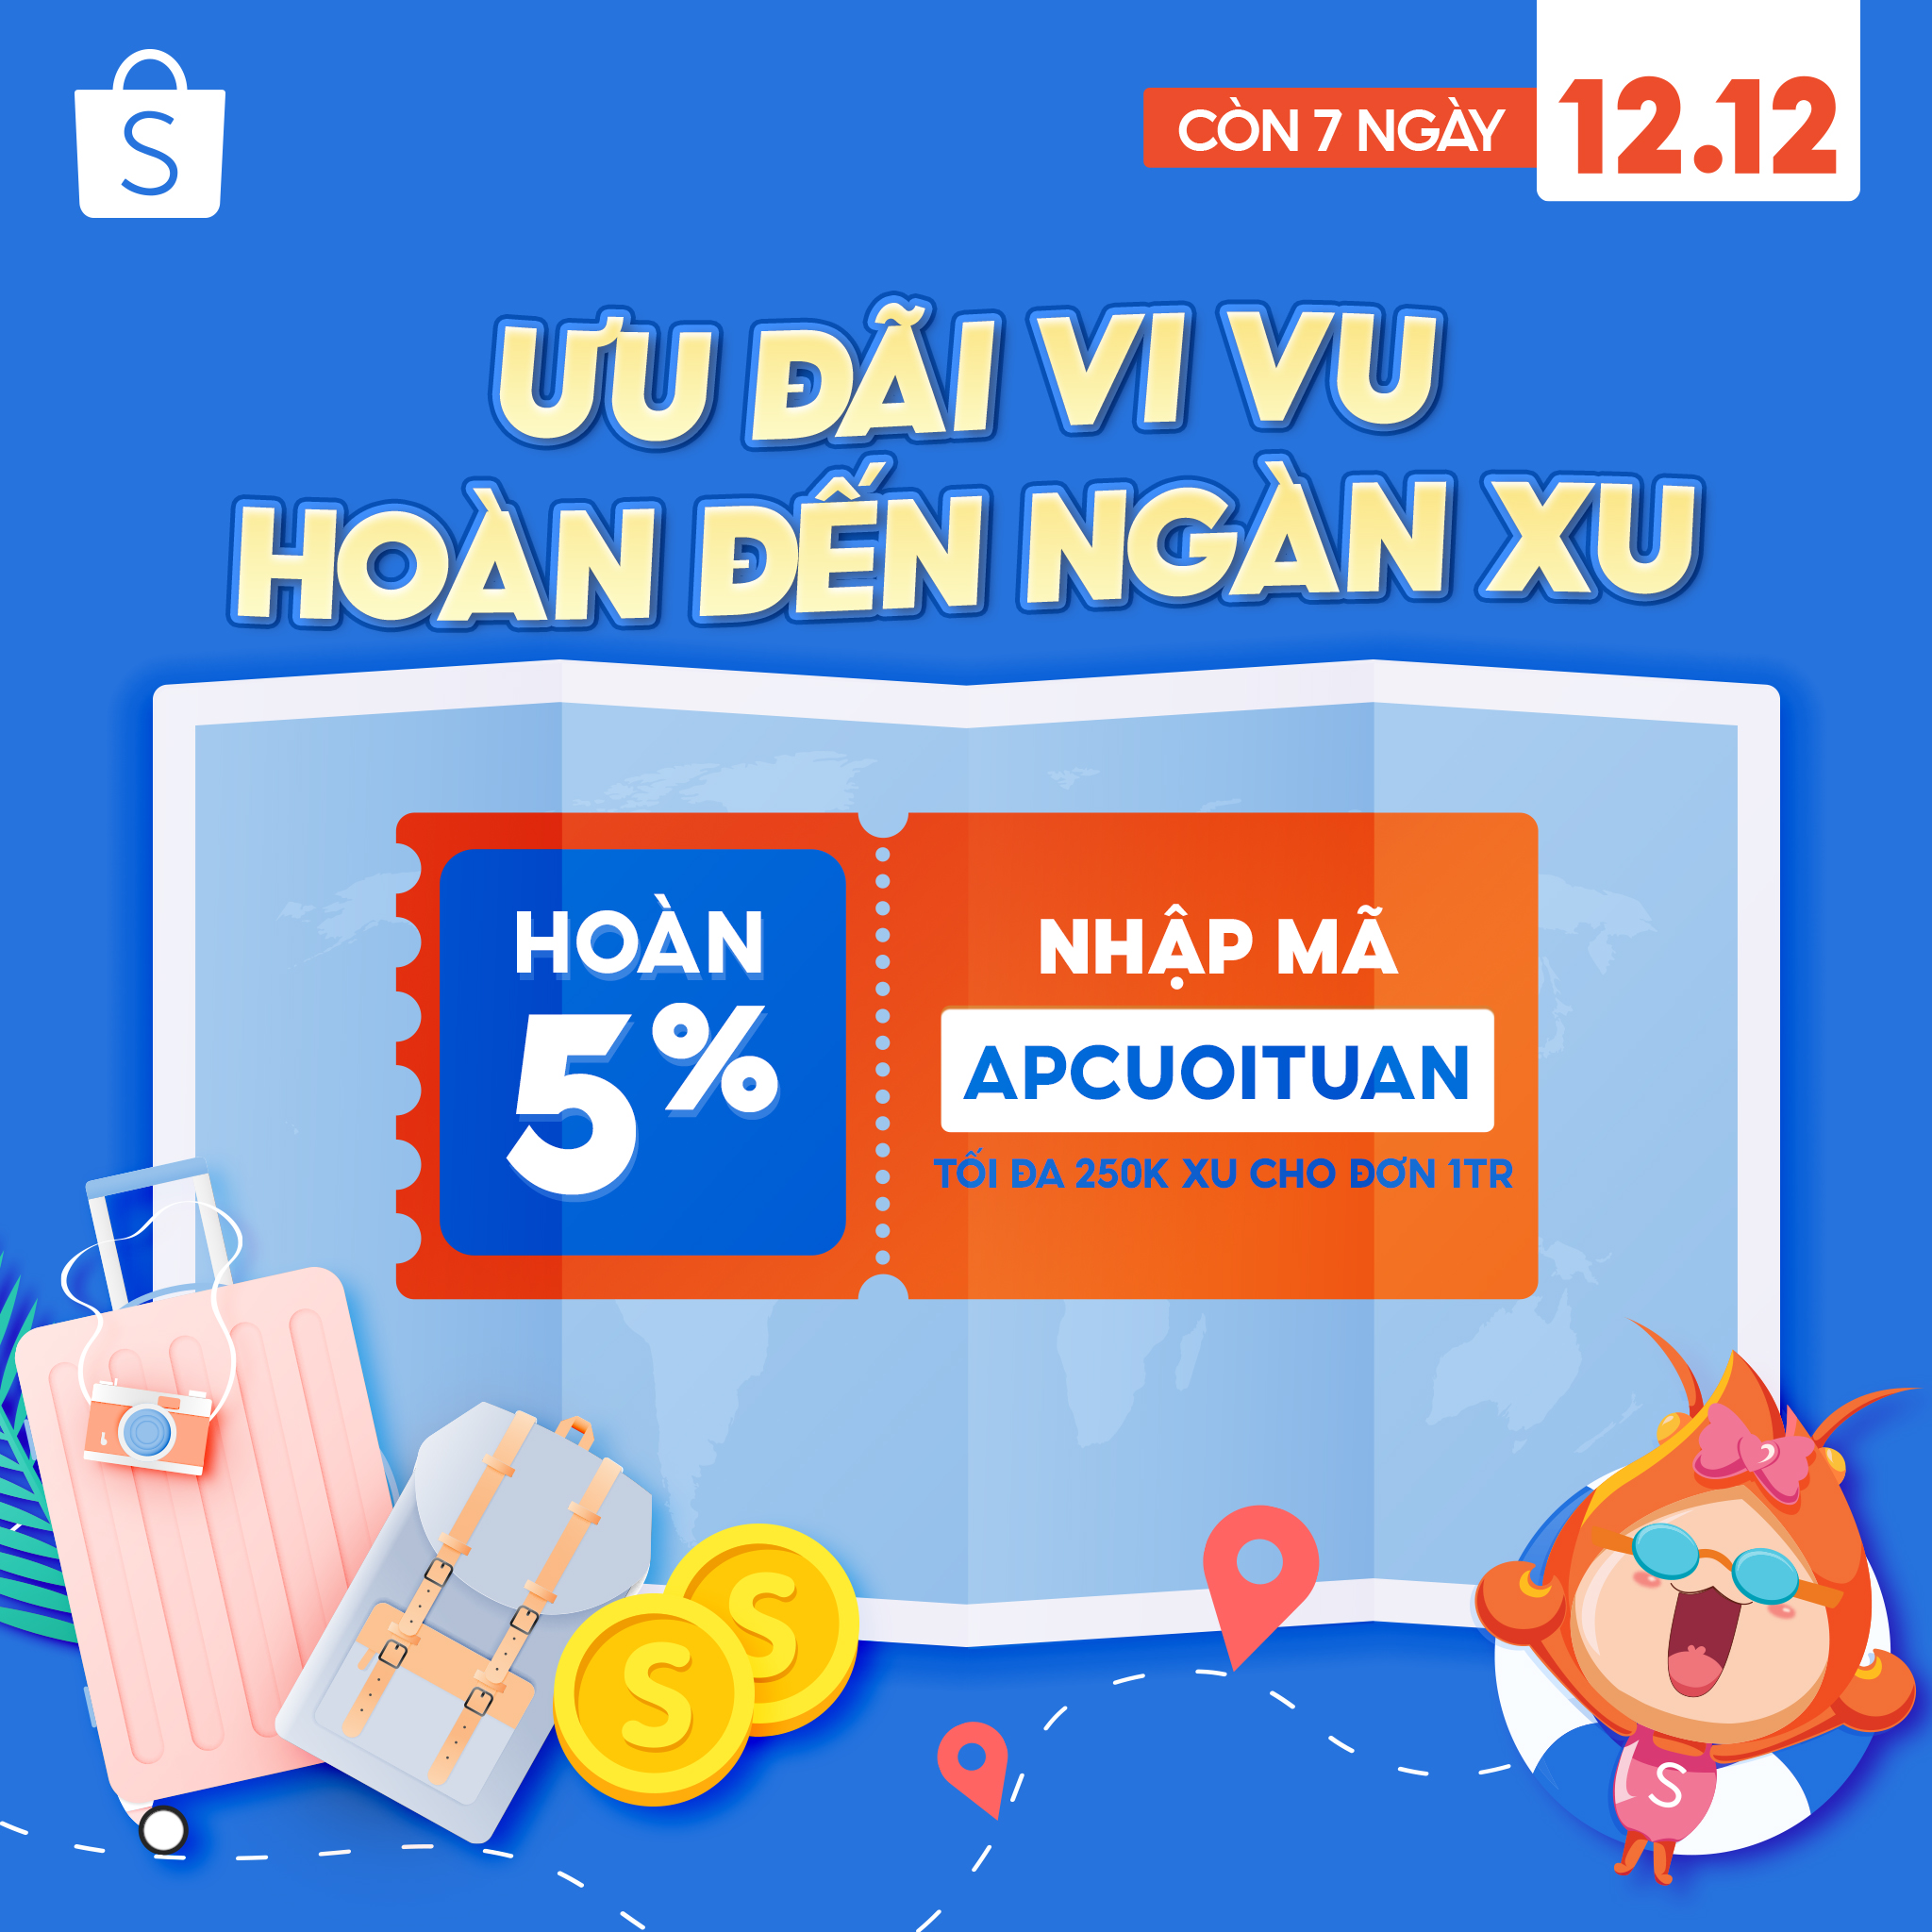 S
CÒN 7 NGÀY
12.12
ƯU ĐÃI VI VU
HOÀN ĐẾN NGÀN XU
HOÀN
5%
NHẬP MÃ
APCUOITUAN
TỐI ĐA 250K XU CHO ĐƠN 1TR
S
S
S